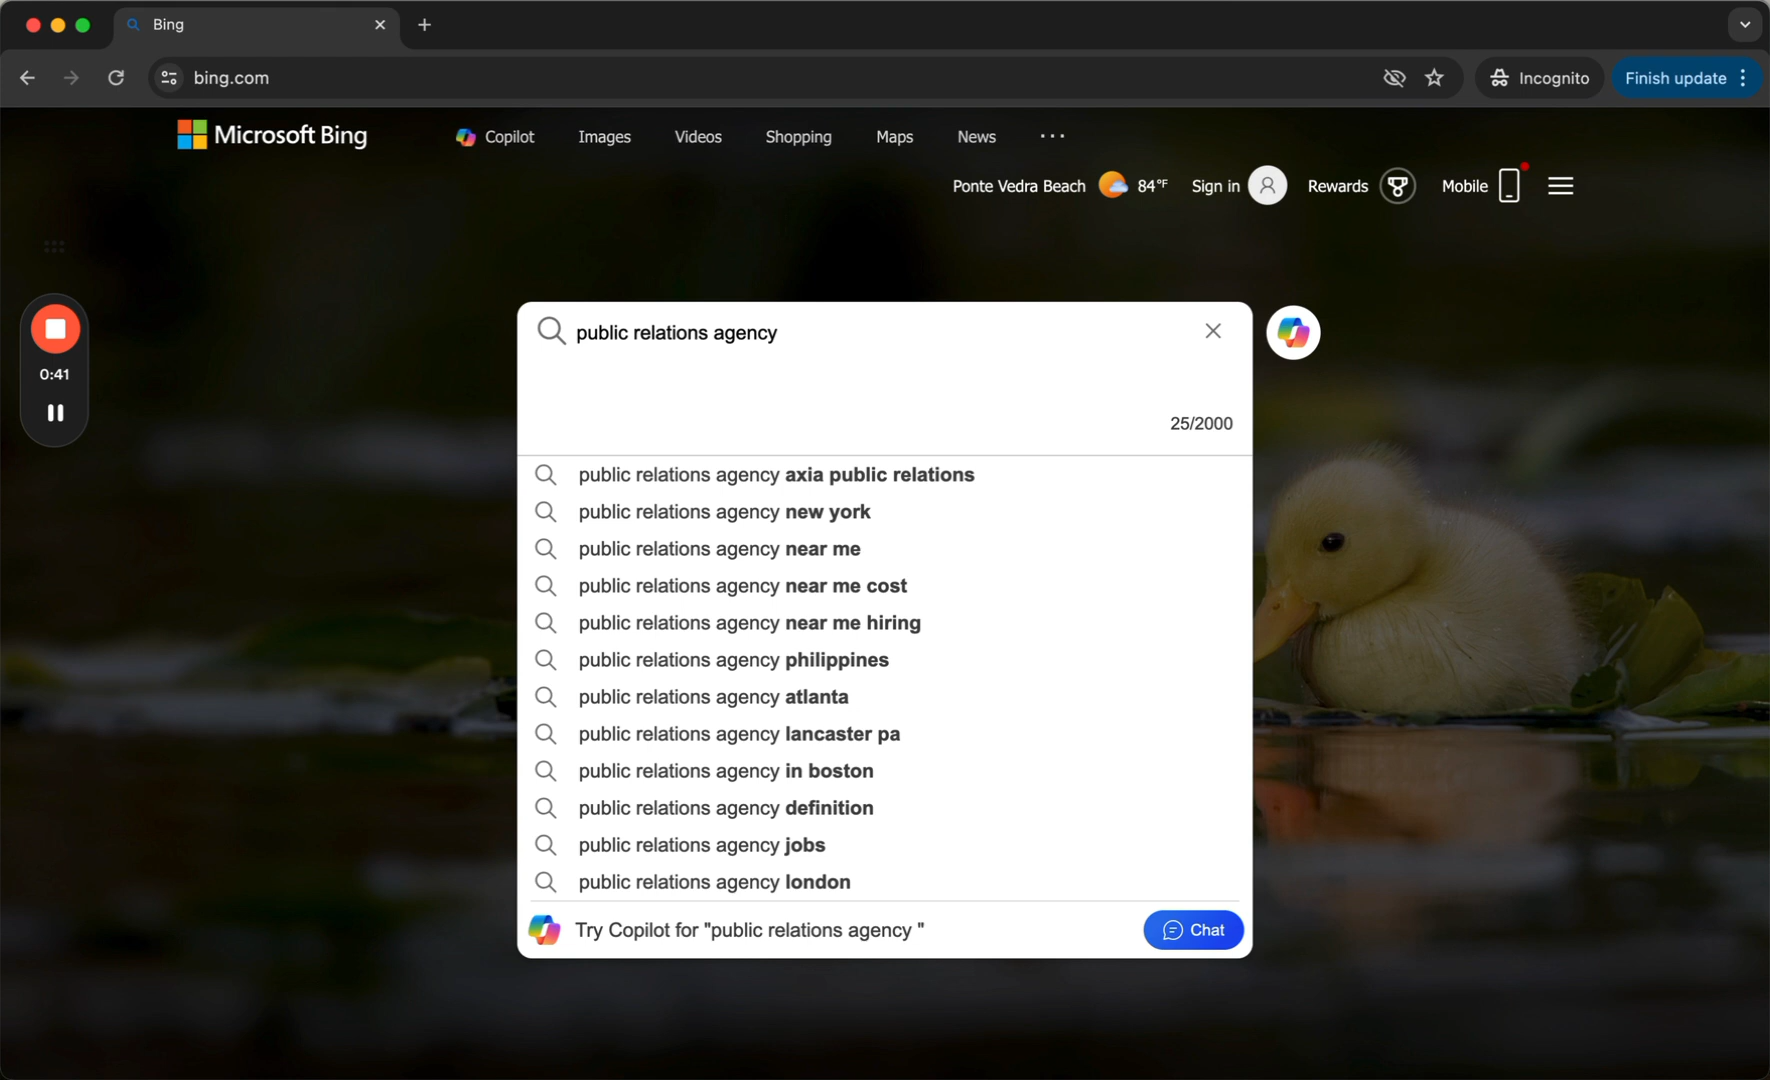 Bing
bing.com
Incognito
Finish update
Microsoft Bing
Copilot
Images
Videos
Shopping
Maps
News
Ponte Vedra Beach
84°F
Sign in
Rewards
Mobile
0:41
public relations agency
25/2000
public relations agency axia public relations
public relations agency new york
public relations agency near me
public relations agency near me cost
public relations agency near me hiring
public relations agency philippines
public relations agency atlanta
public relations agency lancaster pa
public relations agency in boston
public relations agency definition
public relations agency jobs
public relations agency london
Try Copilot for "public relations agency "
Chat